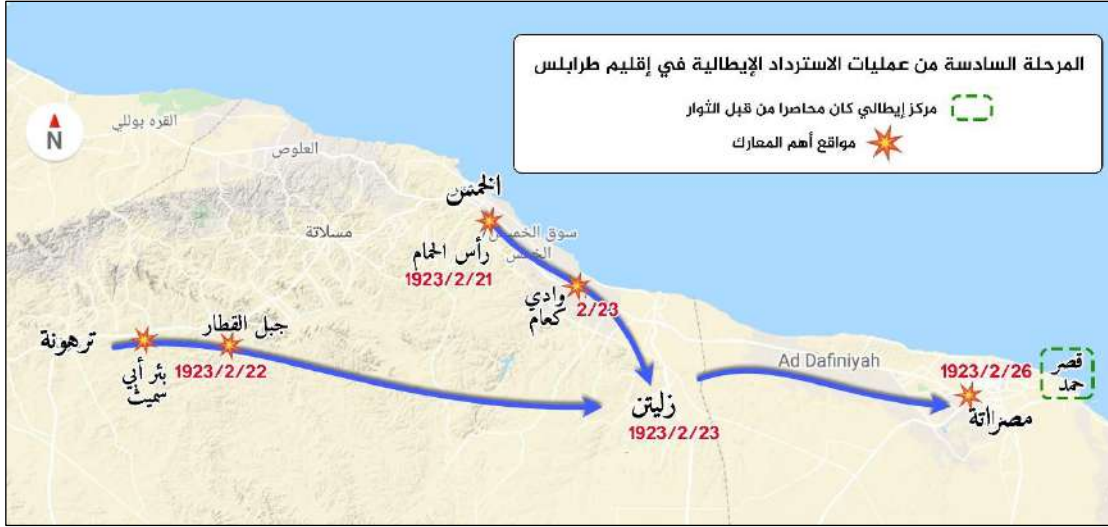 المرحلة السادسة من عمليات الاسترداد الإيطالية في إقليم طرابلس
مركز إيطالي كان محاصرا من قبل الثوار
مواقع أهم المعارك
N
القره بوللي
العلوص
الخمس
سوق الخميس
الخمس
مسلاتة
رأس الحمام
1923/2/21
وادي
كعام
2/23
ترهونة
بئر أبي
سميث
جبل القطار
1923/2/22
زليتن
1923/2/23
Ad Dafiniyah
1923/2/26
مصراتة
قصر
حمد